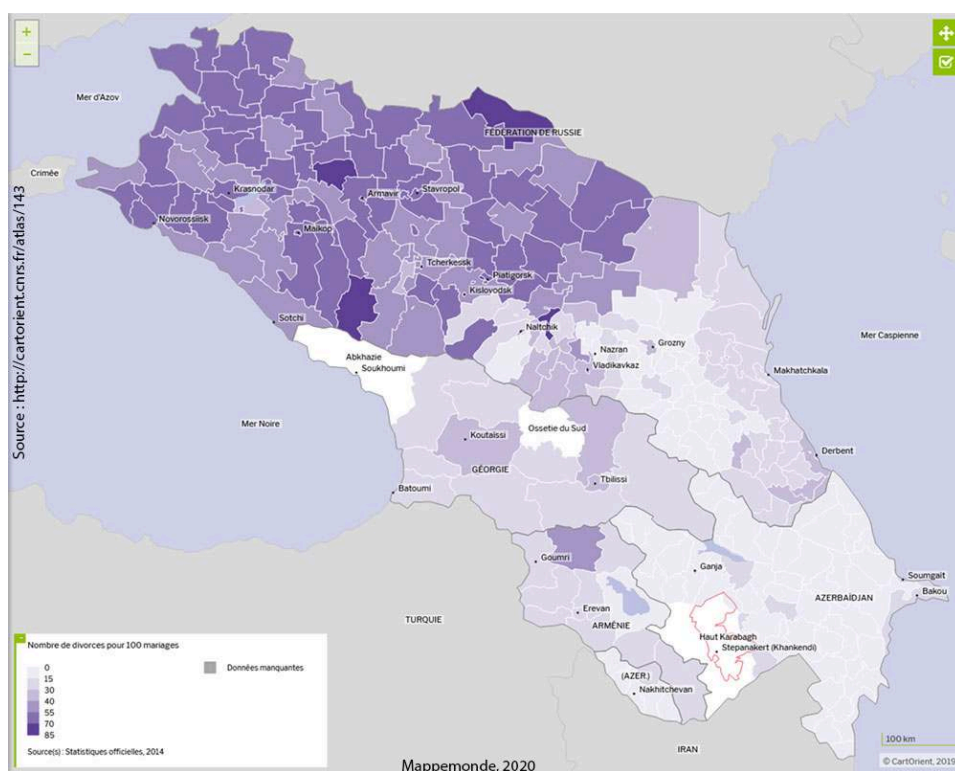 +
−
Mer d'Azov
FÉDÉRATION DE RUSSIE
Crimée
Krasnodar
Armavir
Stavropol
Novorossiisk
Maikop
Tcherkessk
Piatigorsk
Kislovodsk
Sotchi
Naltchik
Nazran
Grozny
Vladikavkaz
Mer Caspienne
Abkhazie
Soukhoumi
Makhatchkala
Mer Noire
Ossetie du Sud
Koutaissi
GÉORGIE
Derbent
Tbilissi
Batoumi
Goumri
Ganja
Soumgait
Bakou
AZERBAÏDJAN
Erevan
TURQUIE
ARMÉNIE
Haut Karabagh
Stepanakert (Khankendi)
(AZER.)
Nakhitchevan
IRAN
Source : http://cartorient.cnrs.fr/atlas/143
Nombre de divorces pour 100 mariages
0
15
30
40
55
70
85
Données manquantes
Source(s) : Statistiques officielles, 2014
100 km
© CartOrient, 2019
Mappemonde, 2020